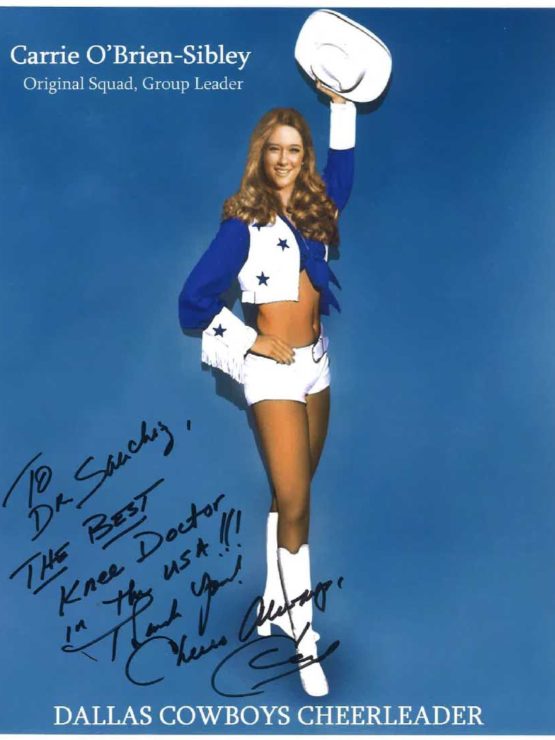 Carrie O'Brien-Sibley
Original Squad, Group Leader
To
Dr. Sanchez,
THE BEST
Knee Doctor
in the USA!!!
Thank you!
Cheers Always,
DALLAS COWBOYS CHEERLEADER